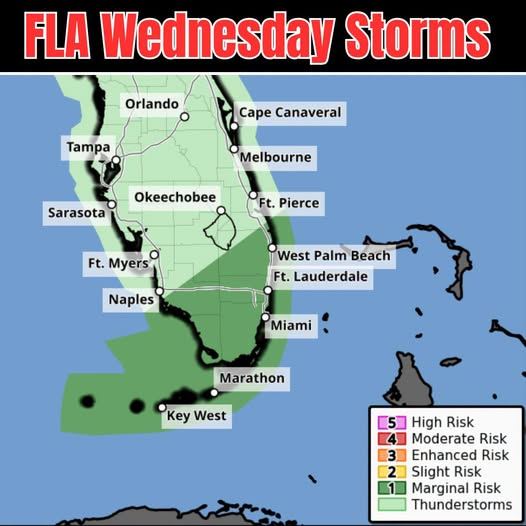 FLA Wednesday Storms
Orlando
Cape Canaveral
Tampa
Melbourne
Okeechobee
Ft. Pierce
Sarasota
West Palm Beach
Ft. Myers
Ft. Lauderdale
Naples
Miami
Marathon
Key West
5 High Risk
4 Moderate Risk
3 Enhanced Risk
2 Slight Risk
1 Marginal Risk
Thunderstorms